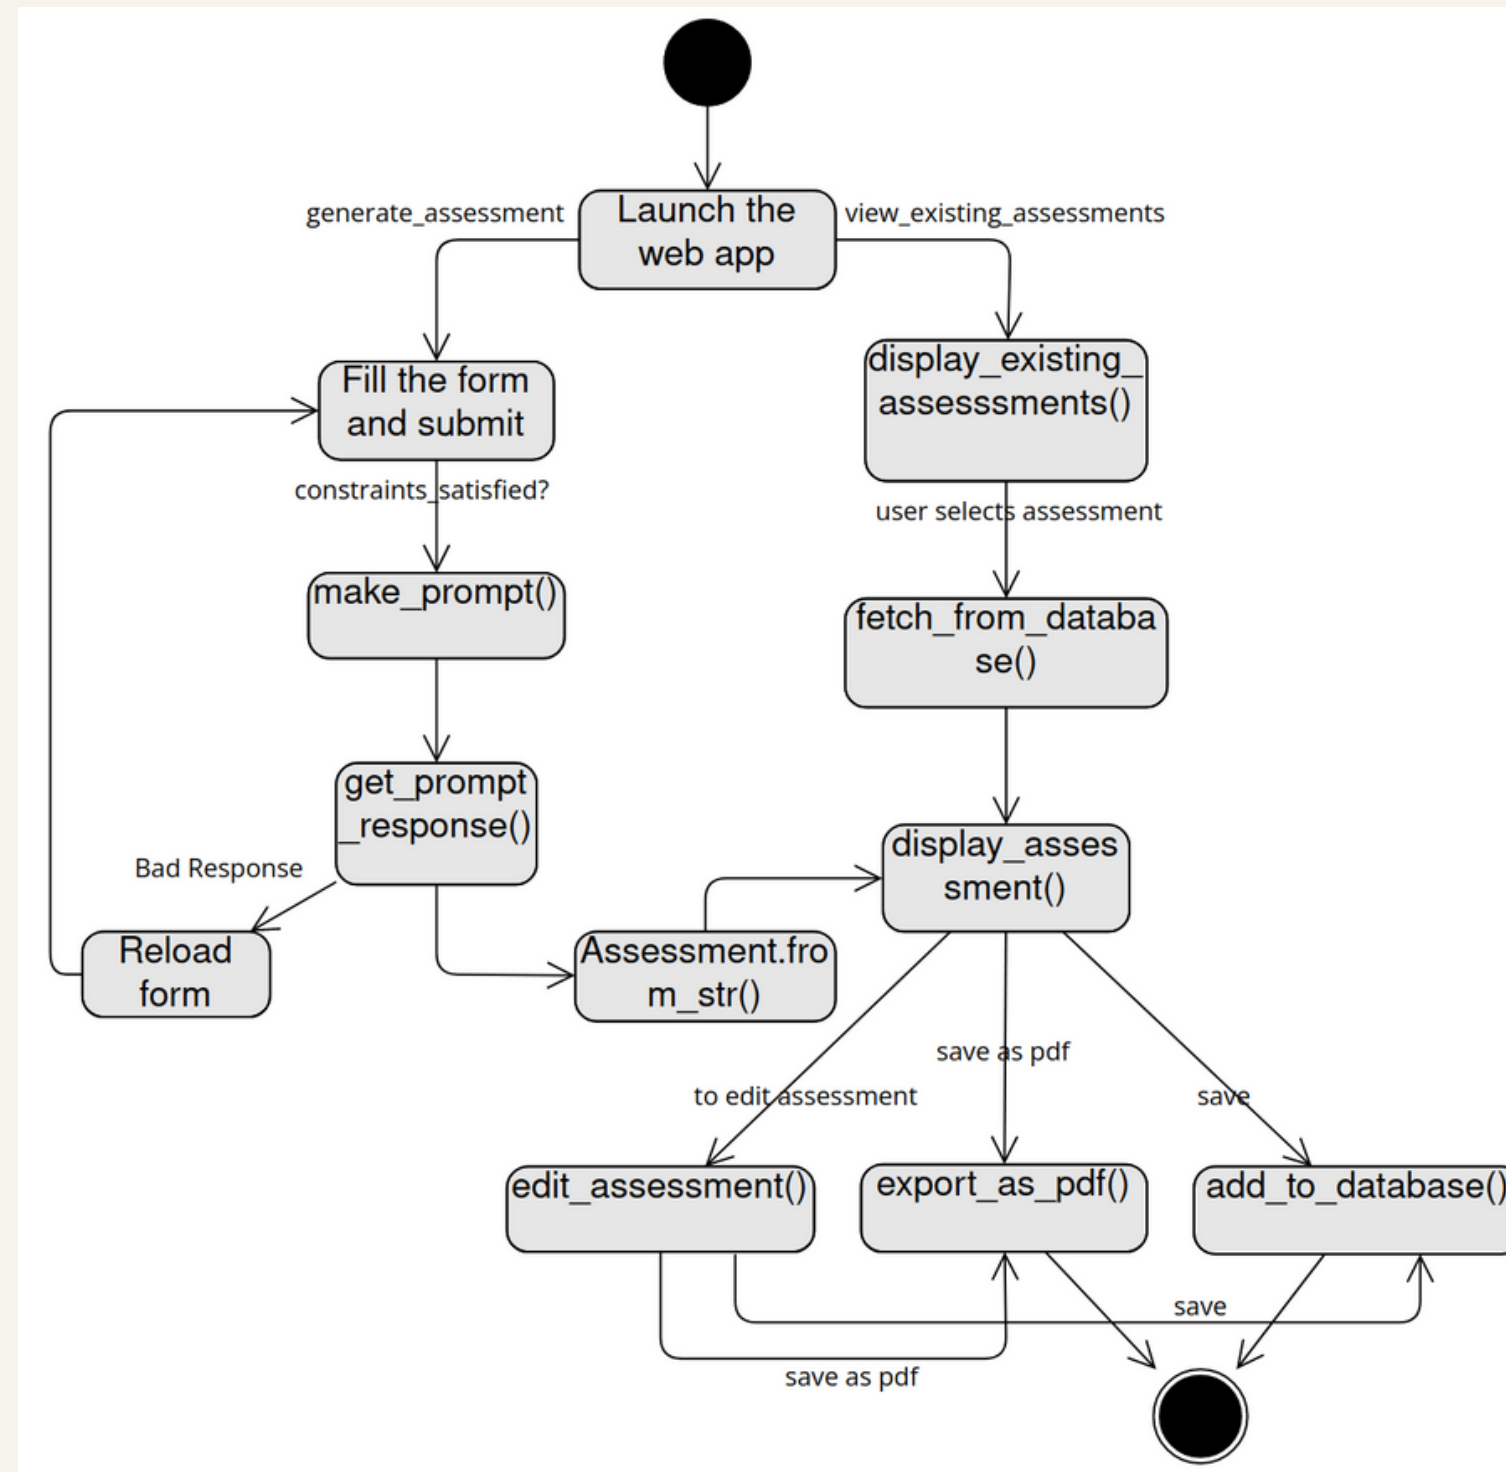 generate_assessment
Launch the
web app
view_existing_assessments
Fill the form
and submit
display_existing_
assesssments()
constraints_satisfied?
user selects assessment
make_prompt()
fetch_from_databa
se()
get_prompt
_response()
display_asses
sment()
Bad Response
Reload
form
Assessment.fro
m_str()
save as pdf
to edit assessment
save
edit_assessment()
export_as_pdf()
add_to_database()
save
save as pdf